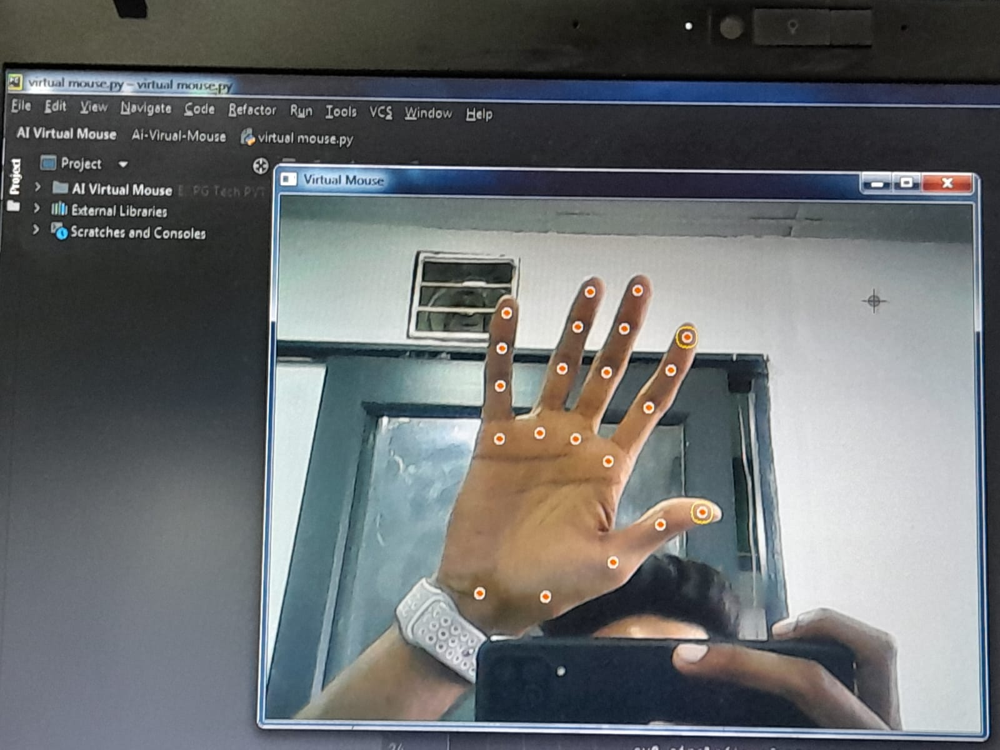 virtual mouse.py – virtual mouse.py
File Edit View Navigate Code Refactor Run Tools VCS Window Help
AI Virtual Mouse Ai-Virual-Mouse virtual mouse.py
Project
Project
AI Virtual Mouse E: PG Tech PVT
External Libraries
Scratches and Consoles
Virtual Mouse